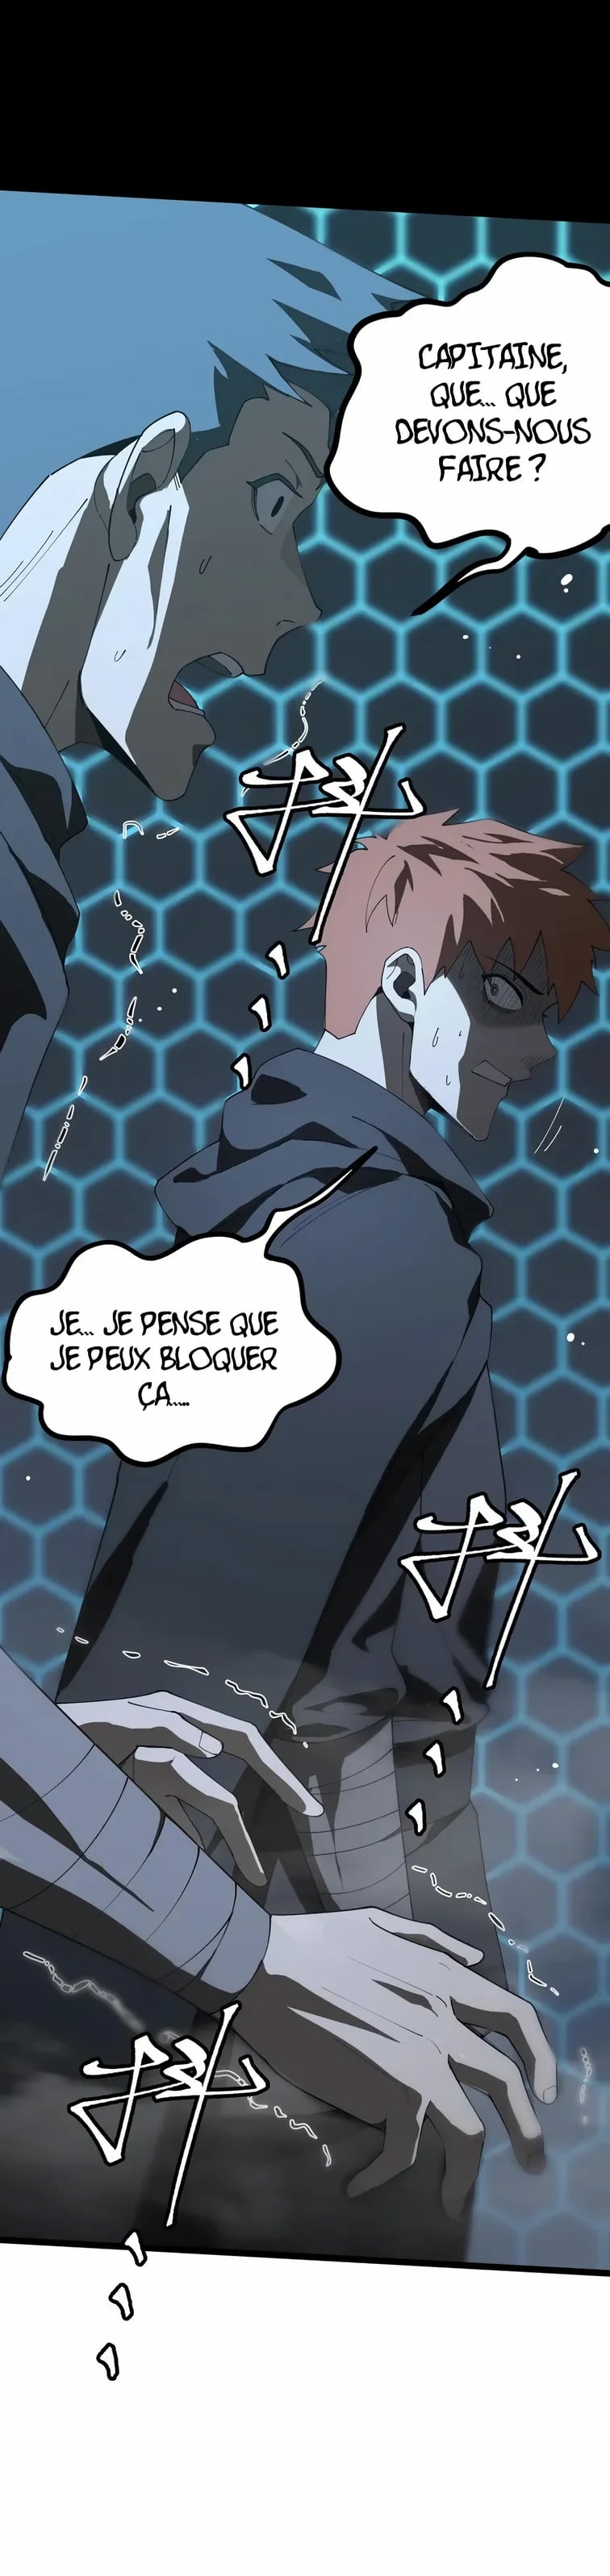 CAPITAINE,
QUE... QUE
DEVONS-NOUS
FAIRE ?
JE... JE PENSE QUE
JE PEUX BLOQUER
ÇA.....